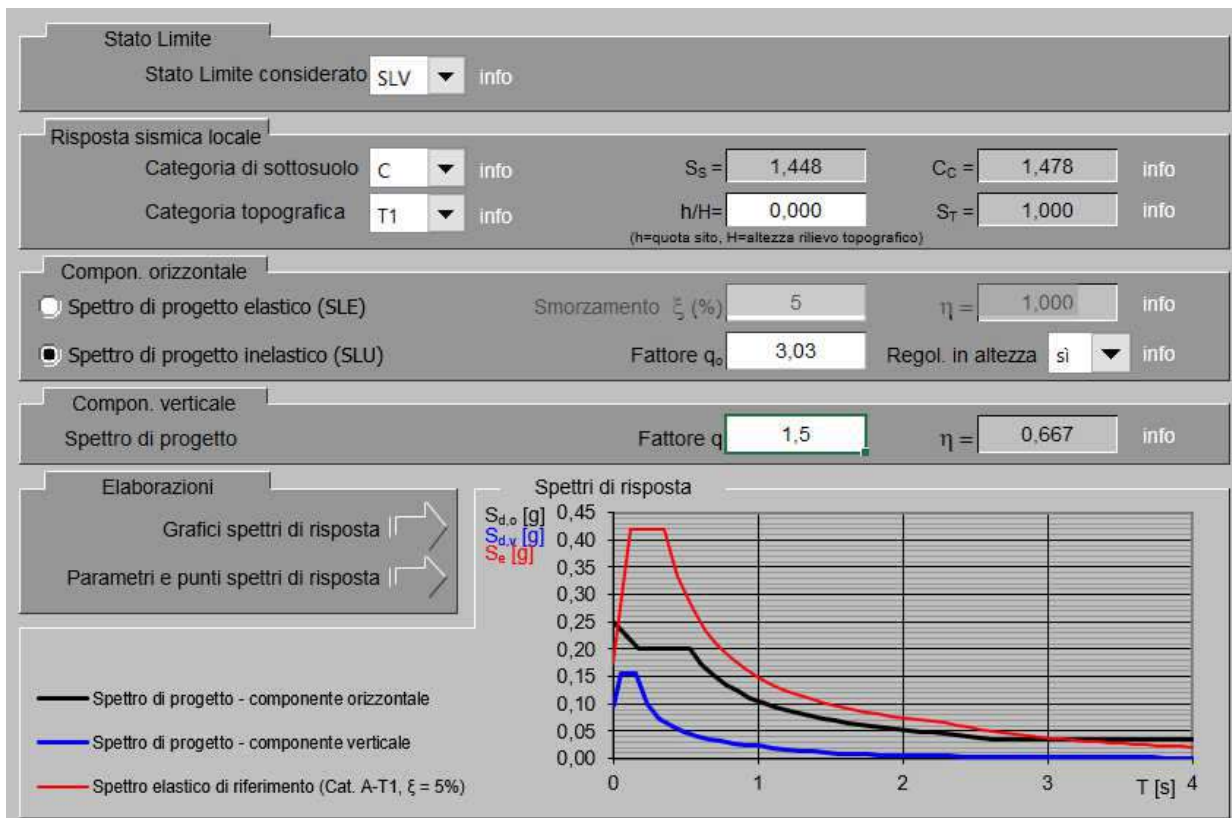 Stato Limite
Stato Limite considerato SLV info
Risposta sismica locale
Categoria di sottosuolo C info S_S = 1,448 C_C = 1,478 info
Categoria topografica T1 info h/H= 0,000 S_T = 1,000 info
(h=quota sito, H=altezza rilievo topografico)
Compon. orizzontale
Spettro di progetto elastico (SLE) Smorzamento ξ (%) 5 η = 1,000 info
Spettro di progetto inelastico (SLU) Fattore q_o 3,03 Regol. in altezza sì info
Compon. verticale
Spettro di progetto Fattore q 1,5 η = 0,667 info
Elaborazioni
Grafici spettri di risposta
Parametri e punti spettri di risposta
Spettri di risposta
S_d,o [g]
S_d,v [g]
S_e [g]
0,45
0,40
0,35
0,30
0,25
0,20
0,15
0,10
0,05
0,00
0 1 2 3 T [s] 4
Spettro di progetto - componente orizzontale
Spettro di progetto - componente verticale
Spettro elastico di riferimento (Cat. A-T1, ξ = 5%)